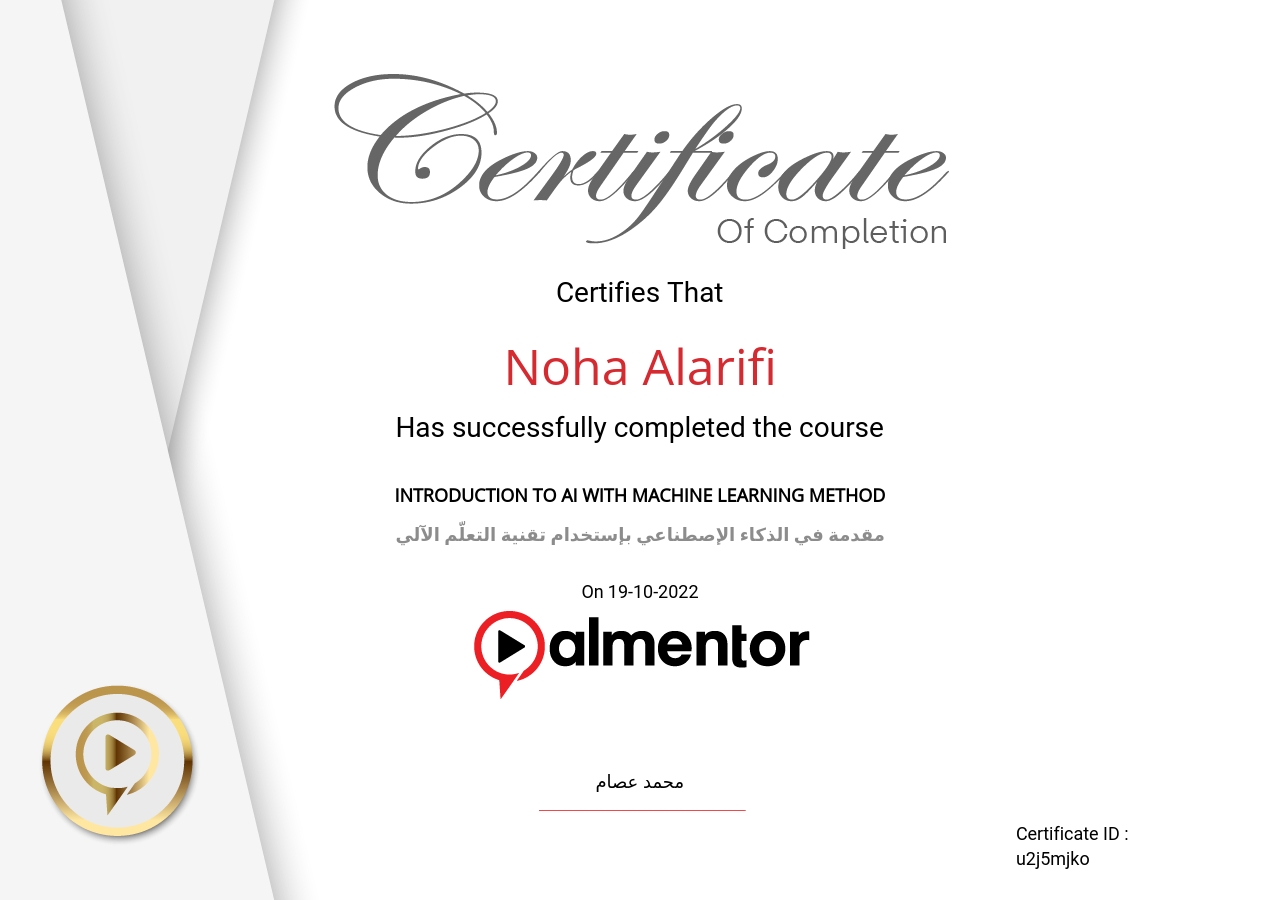 Certificate
Of Completion
Certifies That
Noha Alarifi
Has successfully completed the course
INTRODUCTION TO AI WITH MACHINE LEARNING METHOD
مقدمة في الذكاء الإصطناعي بإستخدام تقنية التعلّم الآلي
On 19-10-2022
almentor
محمد عصام
Certificate ID :
u2j5mjko